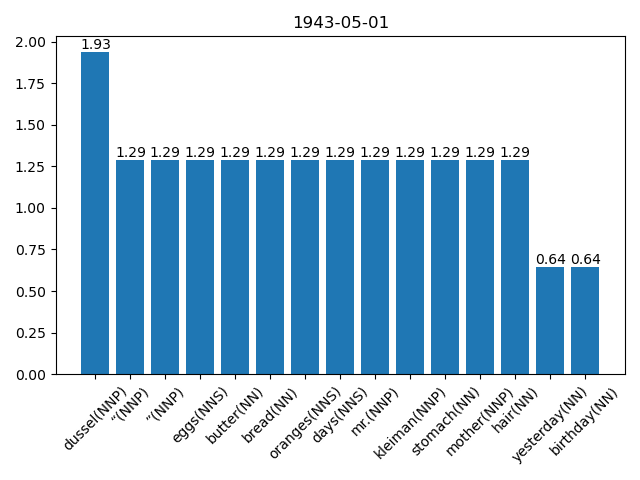 1943-05-01
2.00
1.75
1.50
1.25
1.00
0.75
0.50
0.25
0.00
1.93
1.29
1.29
1.29
1.29
1.29
1.29
1.29
1.29
1.29
1.29
1.29
1.29
0.64
0.64
dussel(NNP)
“(NNP)
”(NNP)
eggs(NNS)
butter(NN)
bread(NN)
oranges(NNS)
days(NNS)
mr.(NNP)
kleiman(NNP)
stomach(NN)
mother(NNP)
hair(NN)
yesterday(NN)
birthday(NN)